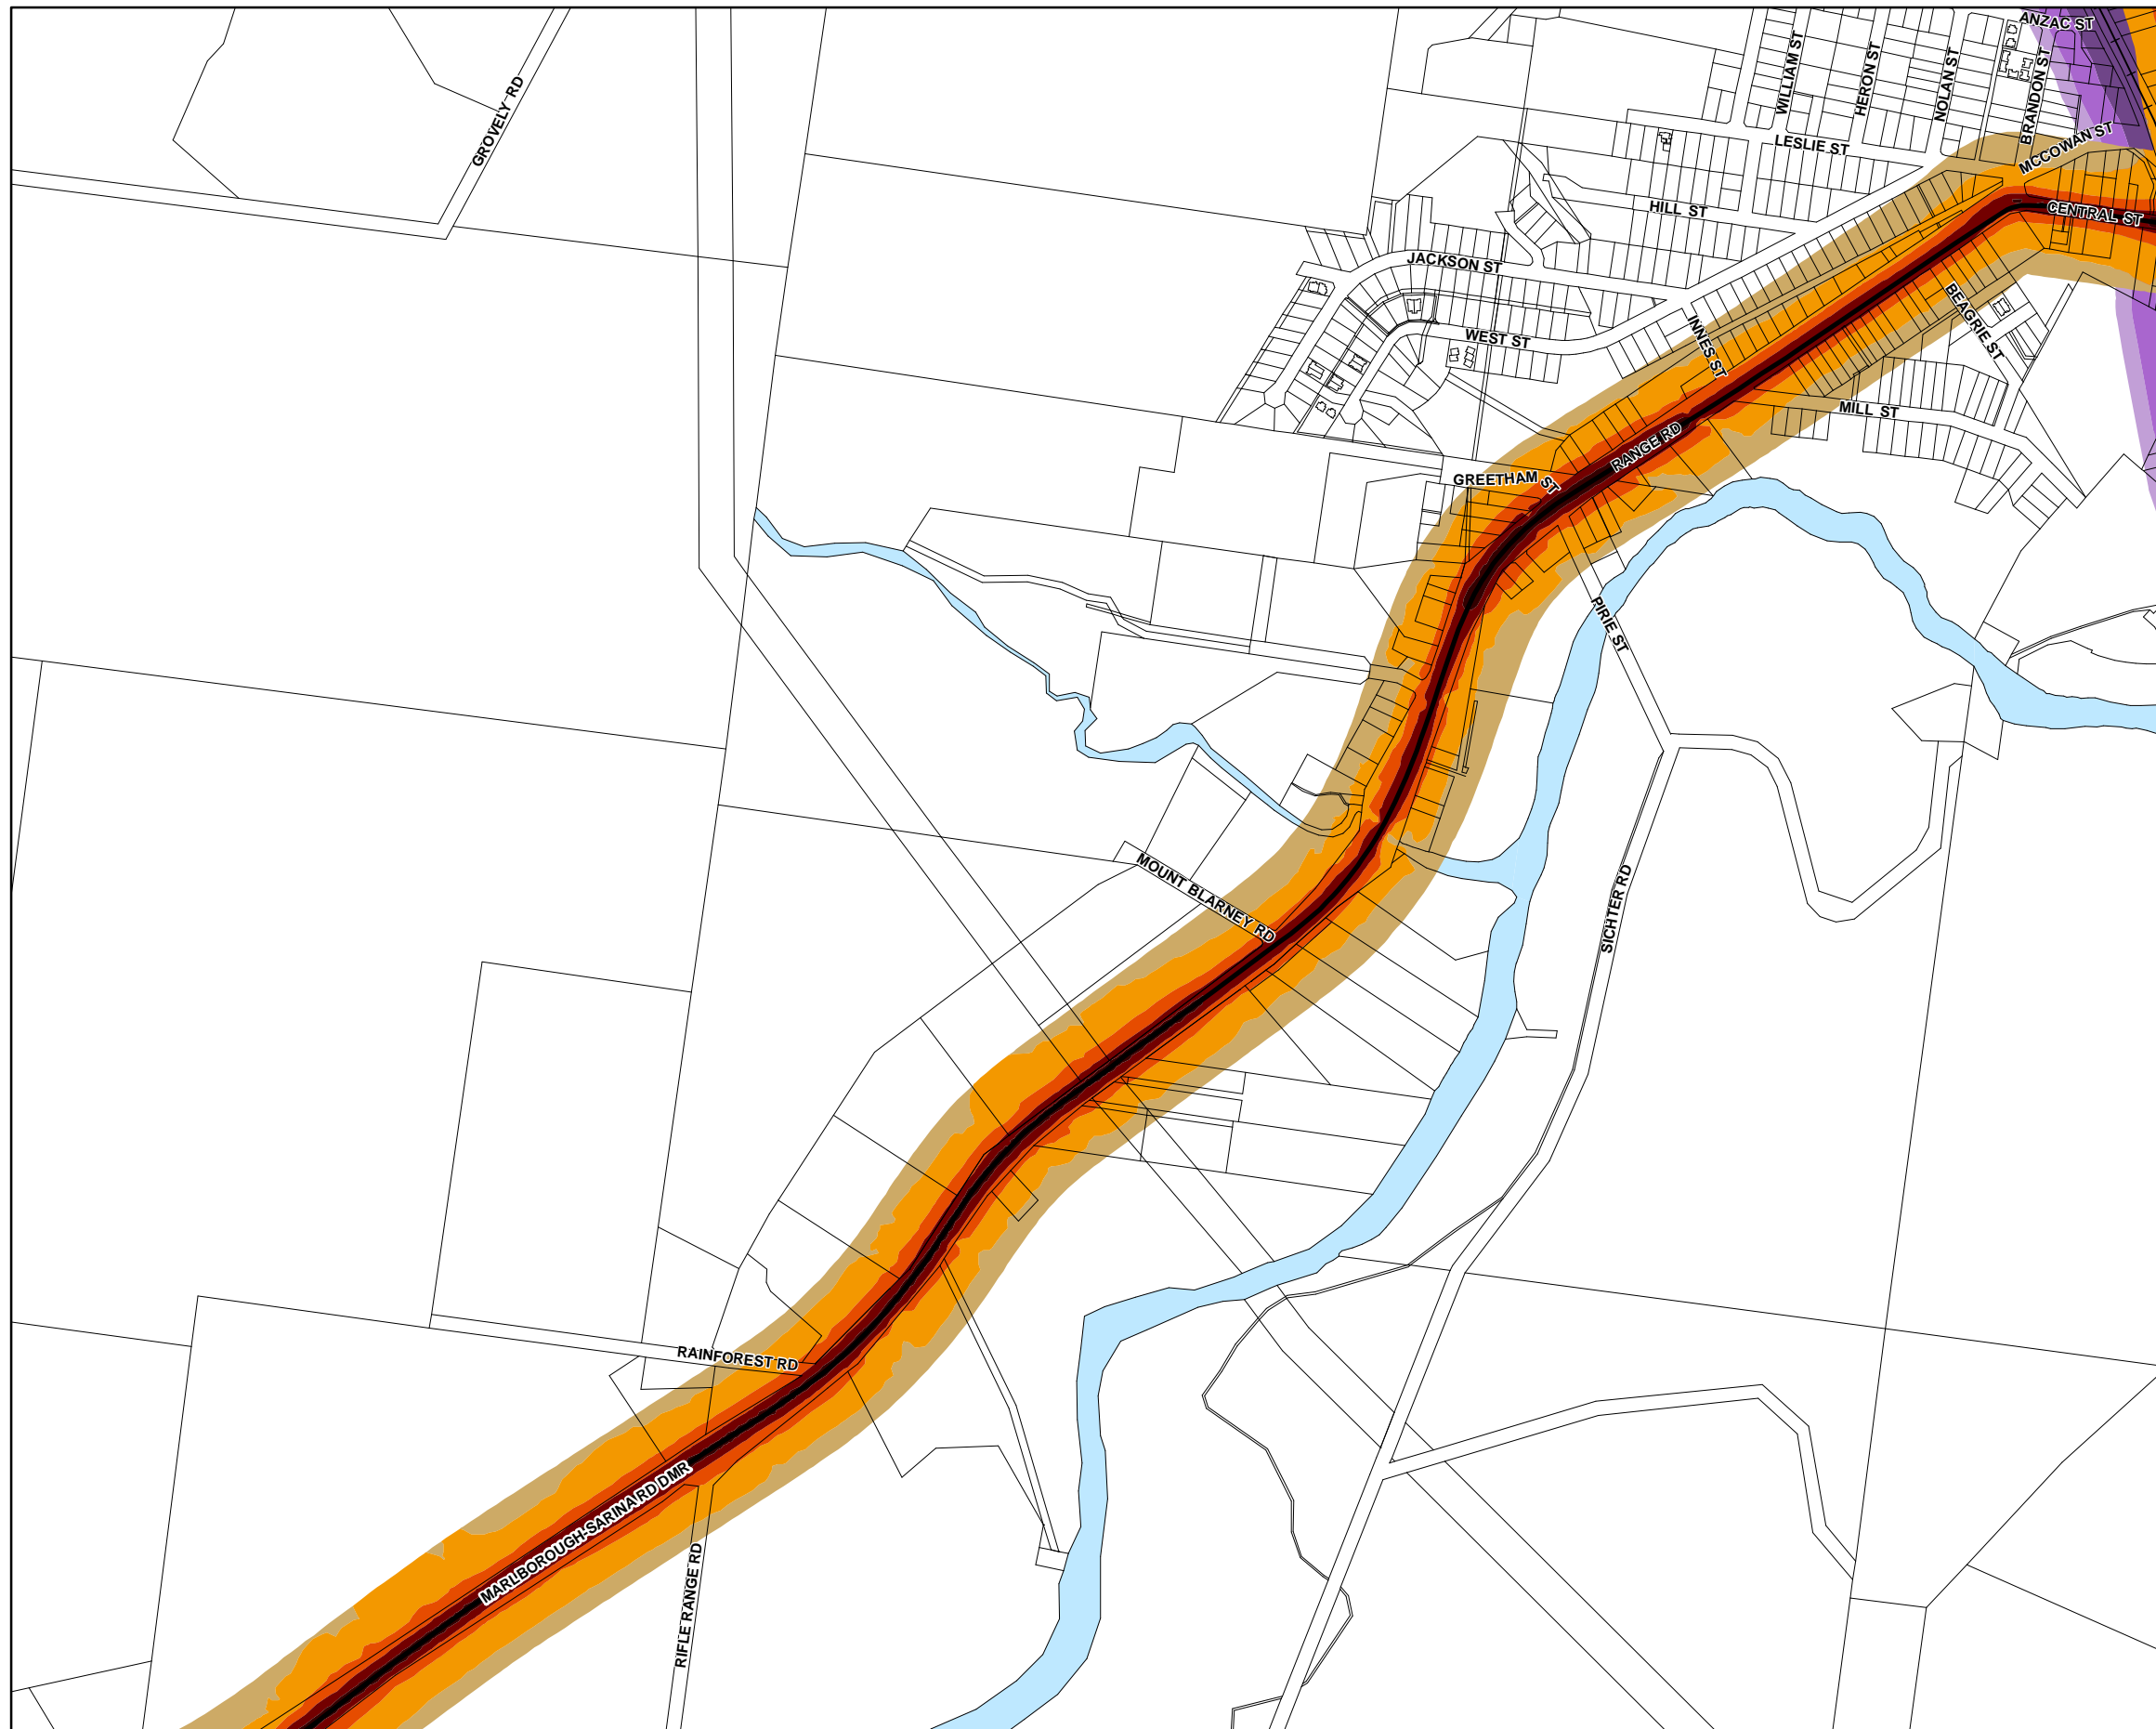 ANZAC ST
WILLIAM ST
HERON ST
NOLAN ST
BRANDON ST
GROVELY RD
LESLIE ST
MCCOWAN ST
HILL ST
CENTRAL ST
JACKSON ST
WEST ST
INNES ST
BEAGRIE ST
MILL ST
RANGE RD
GREETHAM ST
PIRIE ST
MOUNT BLARNEY RD
SICHTER RD
RAINFOREST RD
MARLBOROUGH-SARINA RD DMR
RIFLE RANGE RD